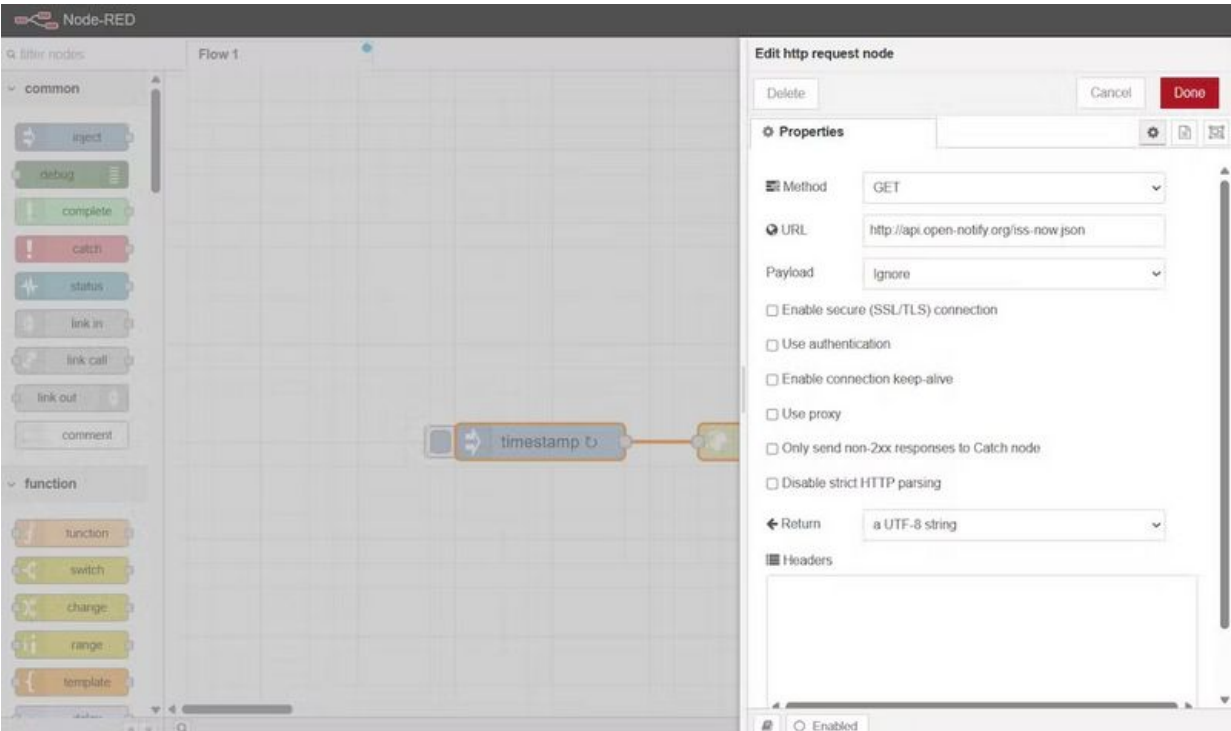 Node-RED
filter nodes
Flow 1
common
inject
debug
complete
catch
status
link in
link call
link out
comment
function
function
switch
change
range
template
delay
timestamp ↻
Edit http request node
Delete
Cancel
Done
Properties
Method
GET
URL
http://api.open-notify.org/iss-now.json
Payload
Ignore
Enable secure (SSL/TLS) connection
Use authentication
Enable connection keep-alive
Use proxy
Only send non-2xx responses to Catch node
Disable strict HTTP parsing
Return
a UTF-8 string
Headers
Enabled